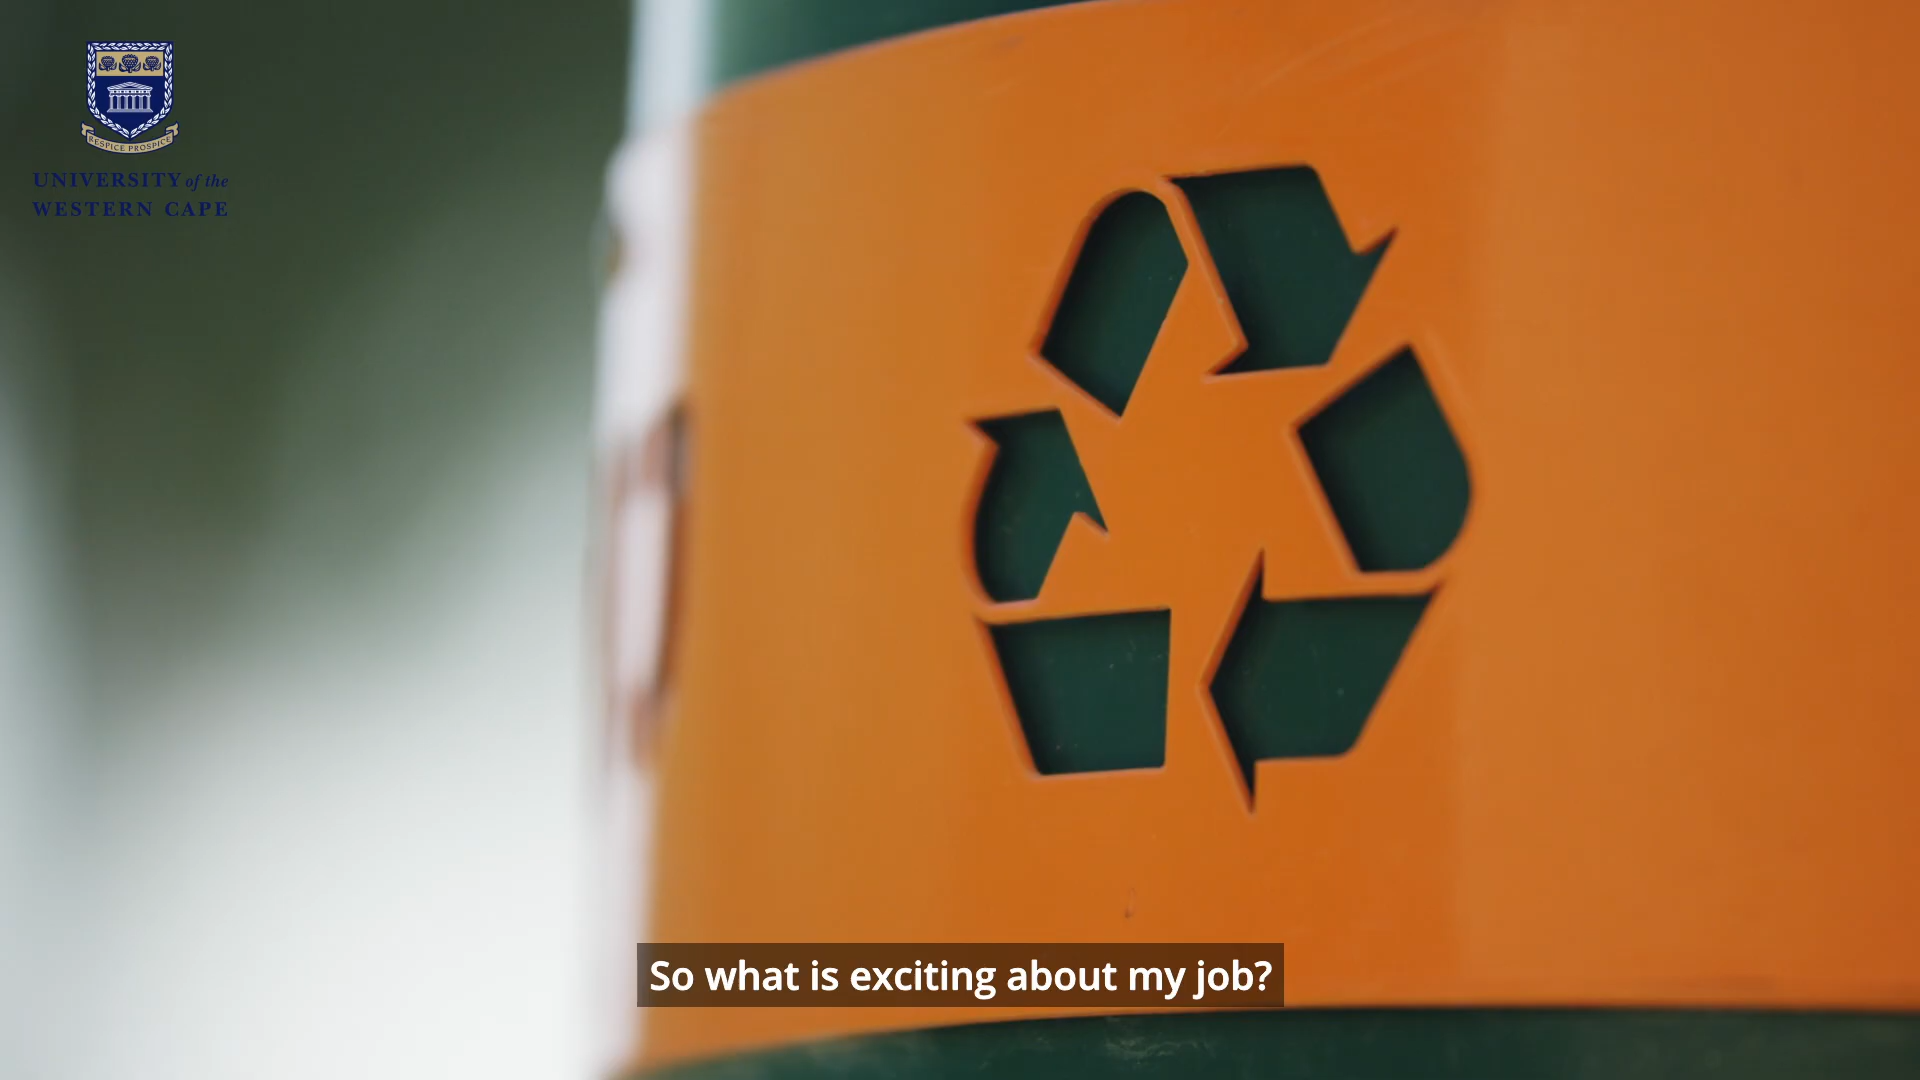 RESPICE PROSPICE
UNIVERSITY of the
WESTERN CAPE
So what is exciting about my job?